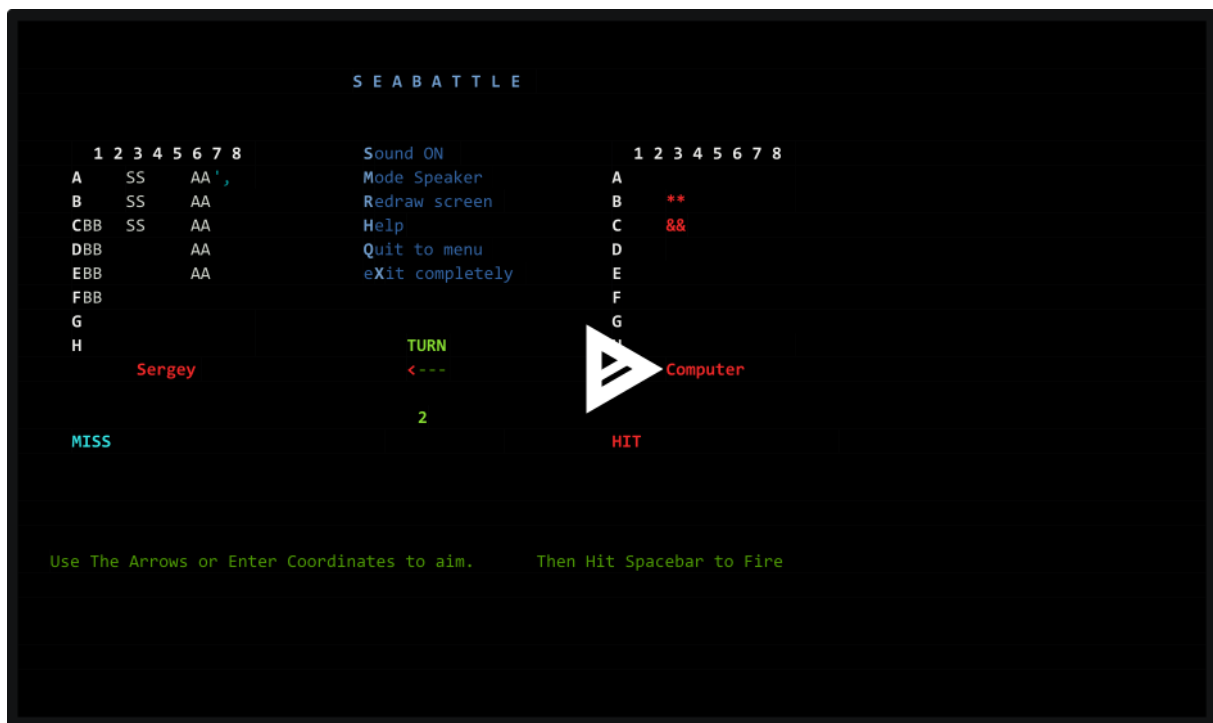 S E A B A T T L E
1 2 3 4 5 6 7 8 Sound ON 1 2 3 4 5 6 7 8
A SS AA', Mode Speaker A
B SS AA Redraw screen B **
CBB SS AA Help C &&
DBB AA Quit to menu D
EBB AA eXit completely E
FBB F
G G
H TURN
Sergey <--- Computer
2
MISS HIT
Use The Arrows or Enter Coordinates to aim. Then Hit Spacebar to Fire